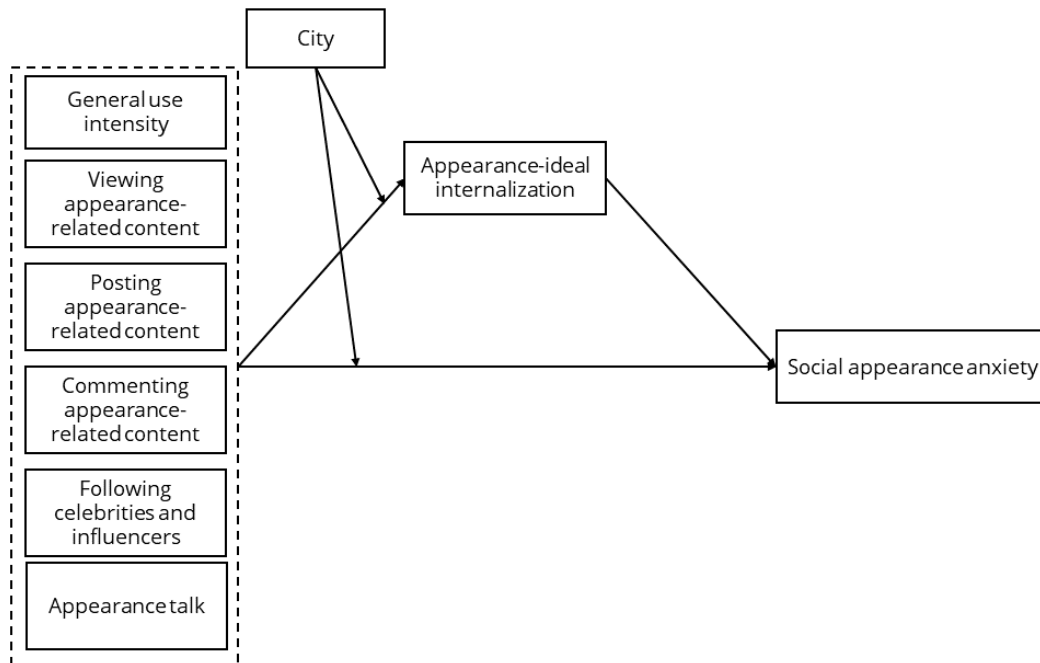 City
General use
intensity
Viewing
appearance-
related content
Appearance-ideal
internalization
Posting
appearance-
related content
Commenting
appearance-
related content
Social appearance anxiety
Following
celebrities and
influencers
Appearance talk